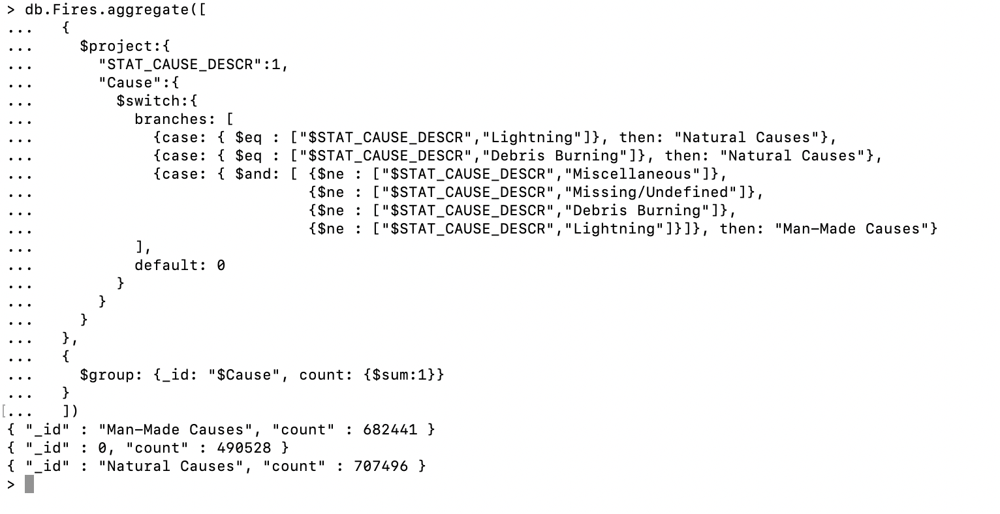 > db.Fires.aggregate([
...   {
...     $project:{
...       "STAT_CAUSE_DESCR":1,
...       "Cause":{
...         $switch:{
...           branches: [
...             {case: { $eq : ["$STAT_CAUSE_DESCR","Lightning"]}, then: "Natural Causes"},
...             {case: { $eq : ["$STAT_CAUSE_DESCR","Debris Burning"]}, then: "Natural Causes"},
...             {case: { $and: [ {$ne : ["$STAT_CAUSE_DESCR","Miscellaneous"]},
...                              {$ne : ["$STAT_CAUSE_DESCR","Missing/Undefined"]},
...                              {$ne : ["$STAT_CAUSE_DESCR","Debris Burning"]},
...                              {$ne : ["$STAT_CAUSE_DESCR","Lightning"]}]}, then: "Man-Made Causes"}
...           ],
...           default: 0
...         }
...       }
...     }
...   },
...   {
...     $group: {_id: "$Cause", count: {$sum:1}}
...   }
[...   ])
{ "_id" : "Man-Made Causes", "count" : 682441 }
{ "_id" : 0, "count" : 490528 }
{ "_id" : "Natural Causes", "count" : 707496 }
>